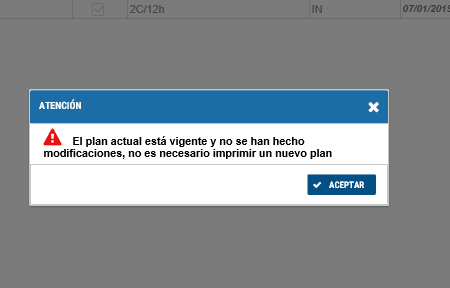 2C/12h IN 07/01/2015
ATENCIÓN
El plan actual está vigente y no se han hecho
modificaciones, no es necesario imprimir un nuevo plan
ACEPTAR